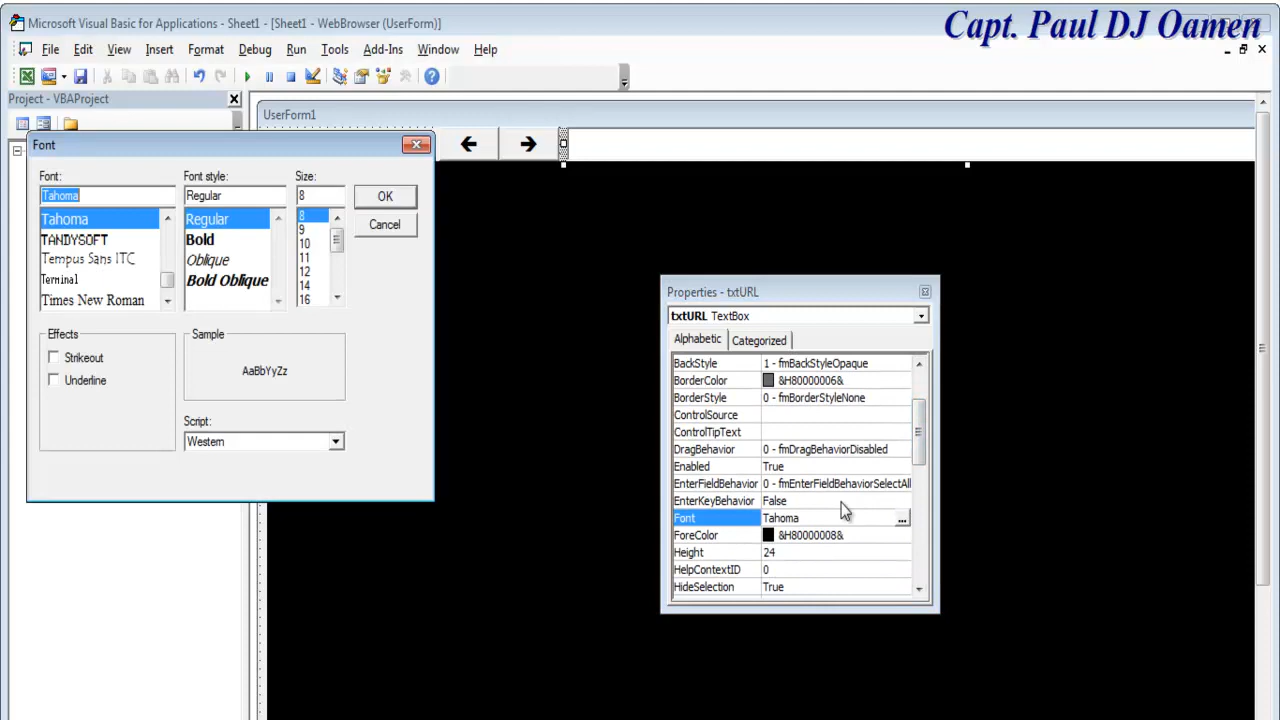 Microsoft Visual Basic for Applications - Sheet1 - [Sheet1 - WebBrowser (UserForm)]
Capt. Paul DJ Oamen
File Edit View Insert Format Debug Run Tools Add-Ins Window Help
Project - VBAProject
UserForm1
Font
Font: Font style: Size:
Tahoma Regular 8 OK
Tahoma Regular 8
TANDYSOFT Bold 9 Cancel
Tempus Sans ITC Oblique 10
Terminal Bold Oblique 11
Times New Roman 12
14
16
Effects
Strikeout
Underline
Sample
AaBbYyZz
Script:
Western
Properties - txtURL
txtURL TextBox
Alphabetic Categorized
BackStyle 1 - fmBackStyleOpaque
BorderColor &H80000006&
BorderStyle 0 - fmBorderStyleNone
ControlSource
ControlTipText
DragBehavior 0 - fmDragBehaviorDisabled
Enabled True
EnterFieldBehavior 0 - fmEnterFieldBehaviorSelectAll
EnterKeyBehavior False
Font Tahoma ...
ForeColor &H80000008&
Height 24
HelpContextID 0
HideSelection True